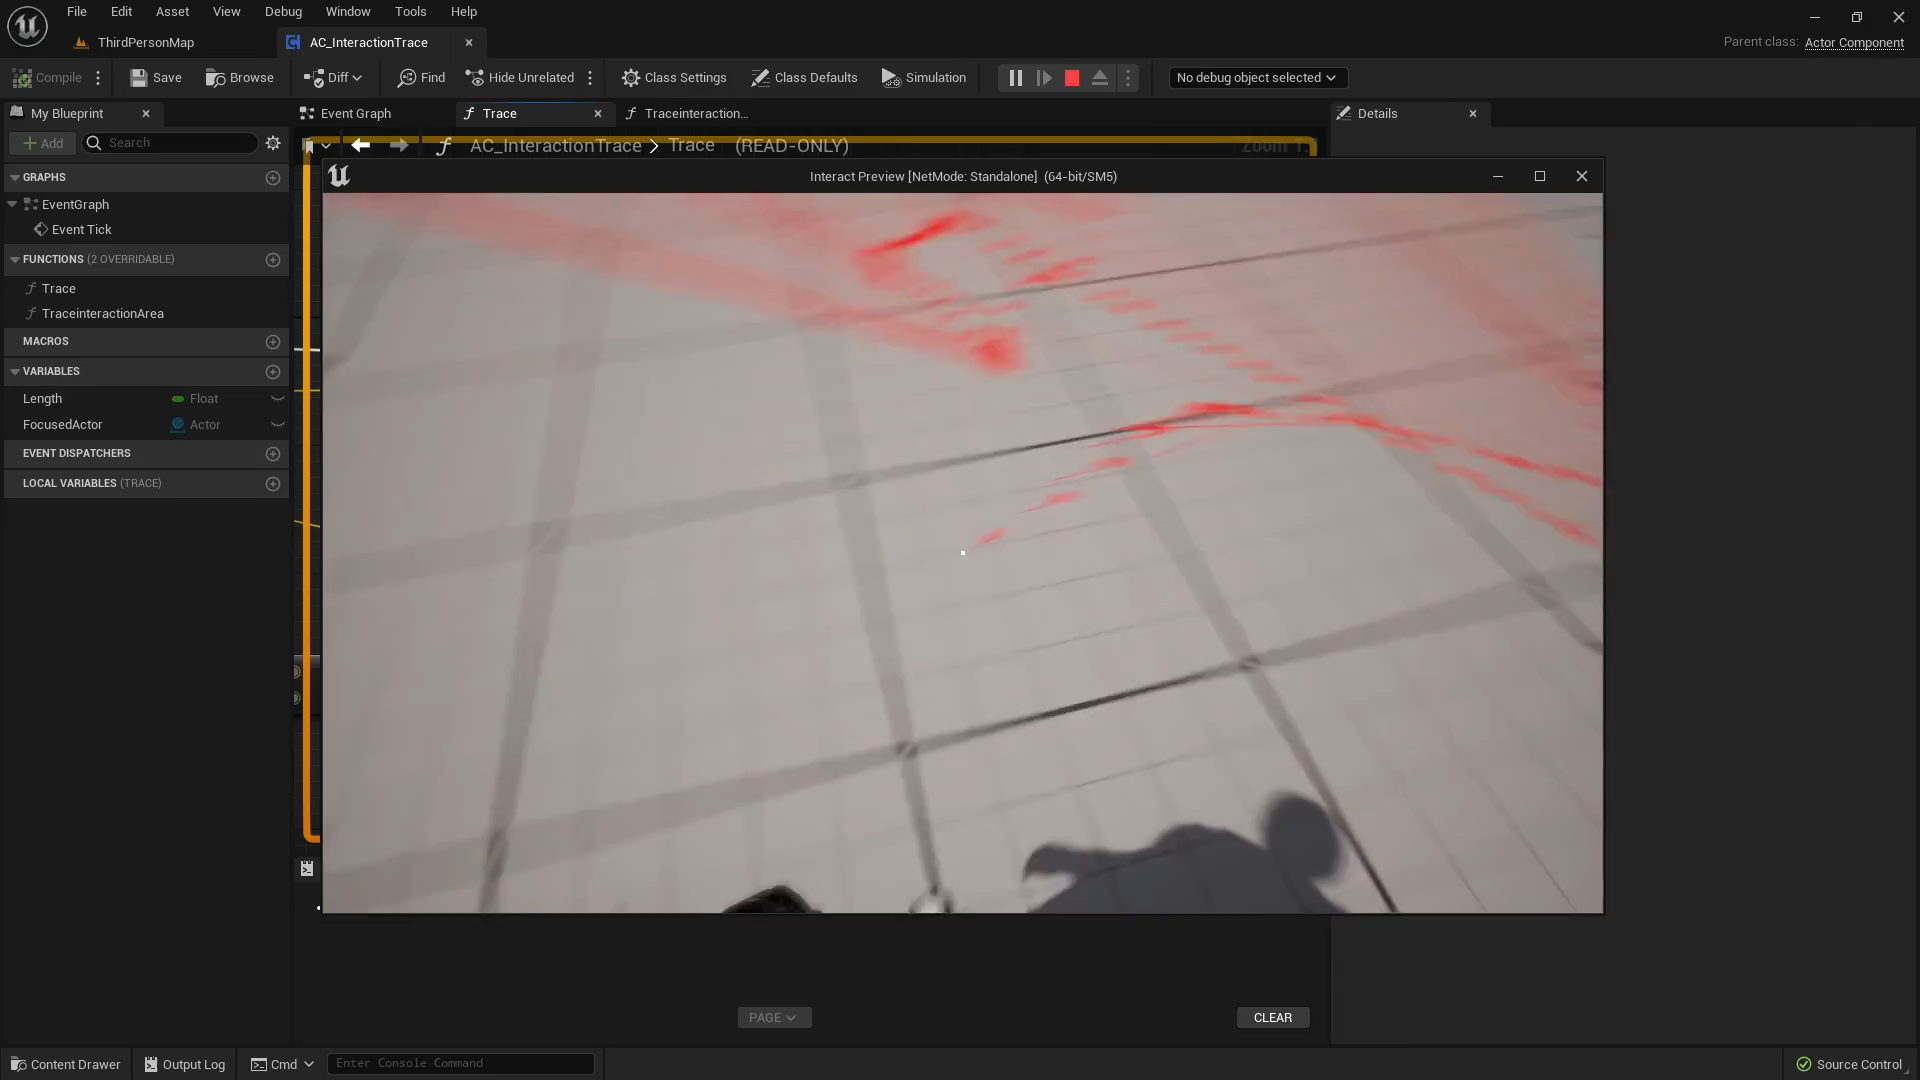 File Edit Asset View Debug Window Tools Help
ThirdPersonMap
AC_InteractionTrace
Parent class: Actor Component
Compile
Save
Browse
Diff
Find
Hide Unrelated
Class Settings
Class Defaults
Simulation
No debug object selected
My Blueprint
Event Graph
Trace
Traceinteraction...
Details
Add
Search
AC_InteractionTrace > Trace (READ-ONLY)
Zoom 1:
Interact Preview [NetMode: Standalone] (64-bit/SM5)
GRAPHS
EventGraph
Event Tick
FUNCTIONS (2 OVERRIDABLE)
Trace
TraceinteractionArea
MACROS
VARIABLES
Length Float
FocusedActor Actor
EVENT DISPATCHERS
LOCAL VARIABLES (TRACE)
PAGE
CLEAR
Content Drawer
Output Log
Cmd
Enter Console Command
Source Control